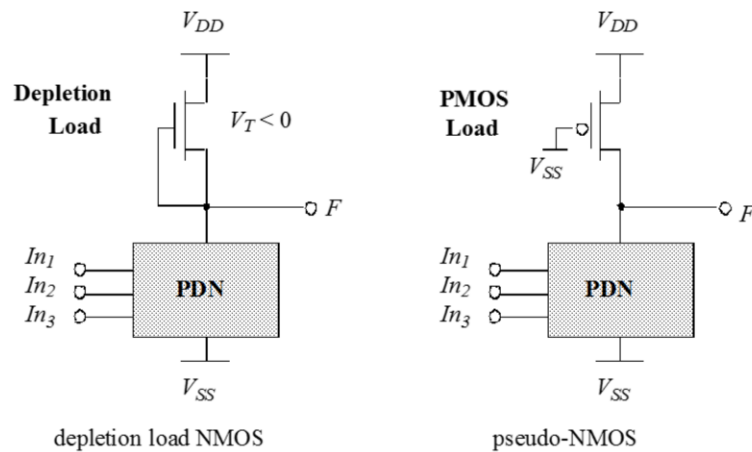 V_DD
Depletion
Load
V_T < 0
F
In_1
In_2
In_3
PDN
V_SS
depletion load NMOS
V_DD
PMOS
Load
V_SS
F
In_1
In_2
In_3
PDN
V_SS
pseudo-NMOS